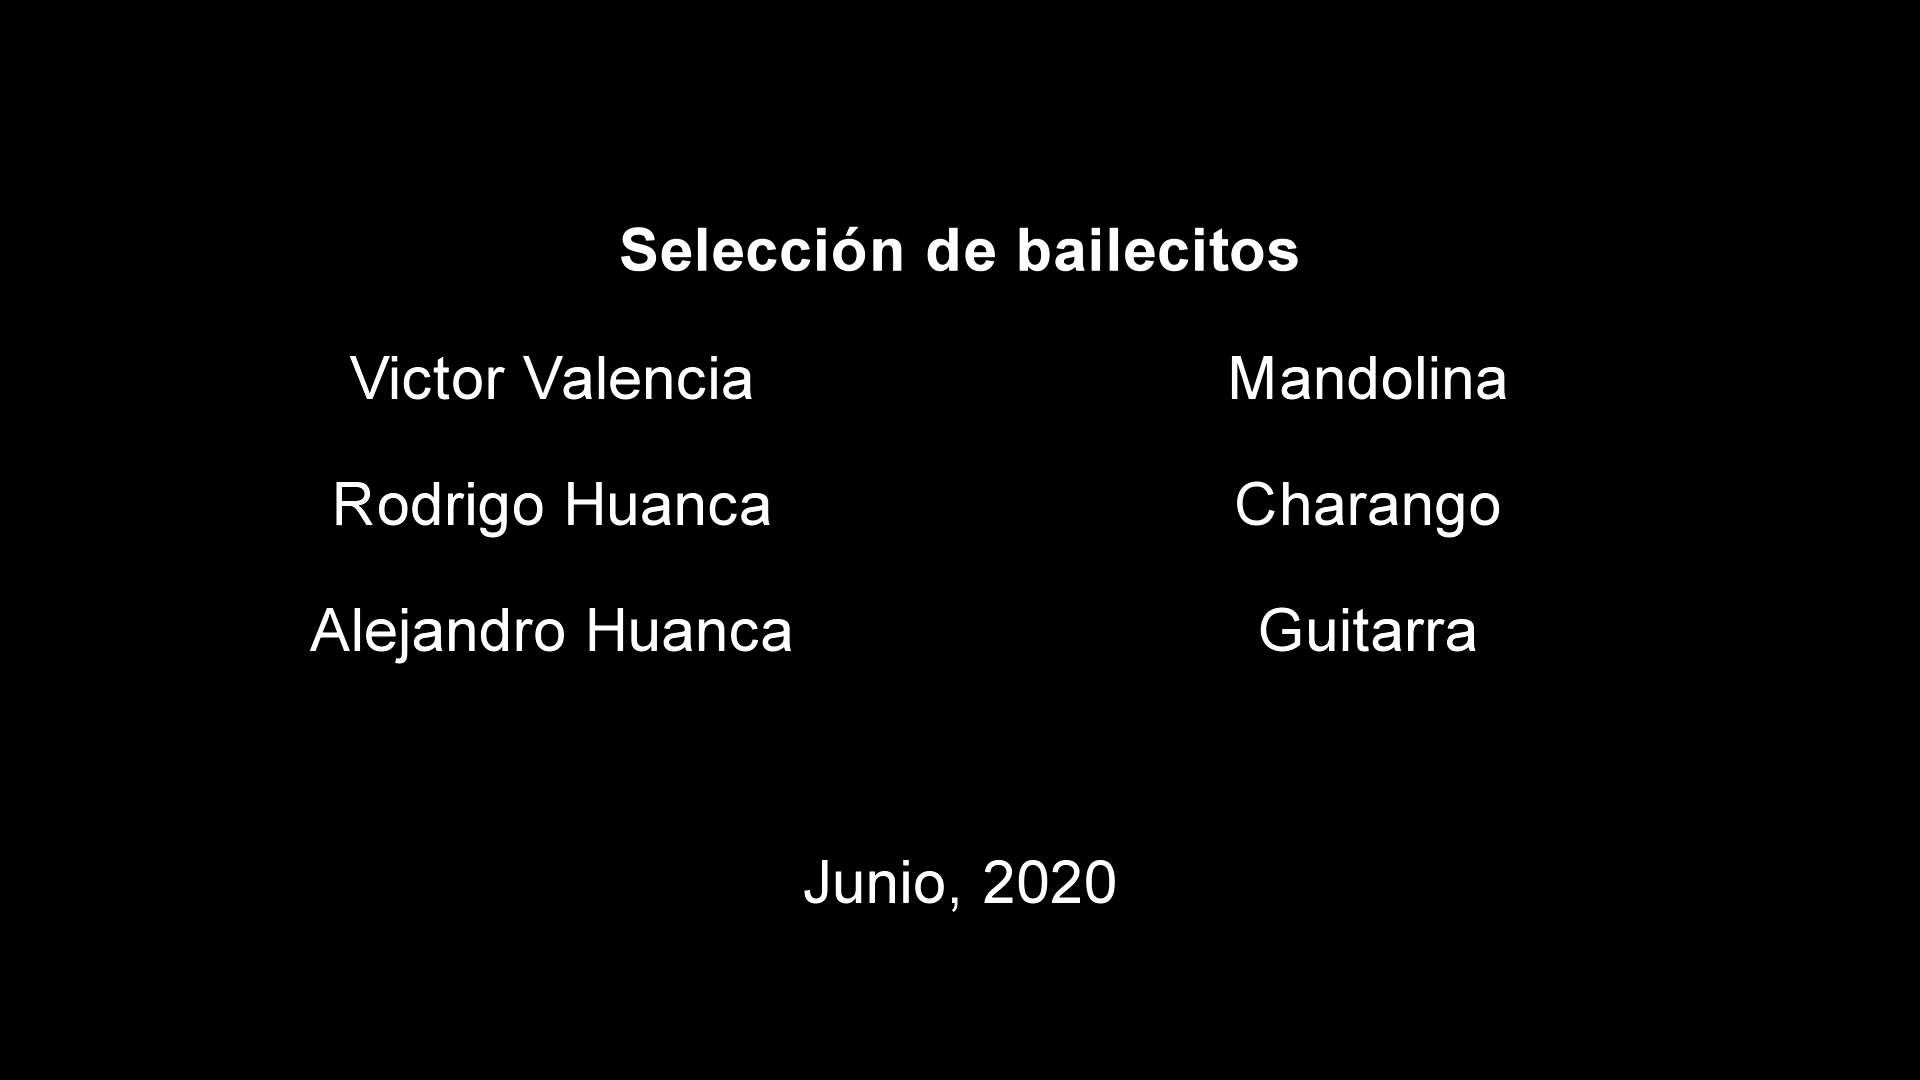 Selección de bailecitos
Victor Valencia Mandolina
Rodrigo Huanca Charango
Alejandro Huanca Guitarra
Junio, 2020